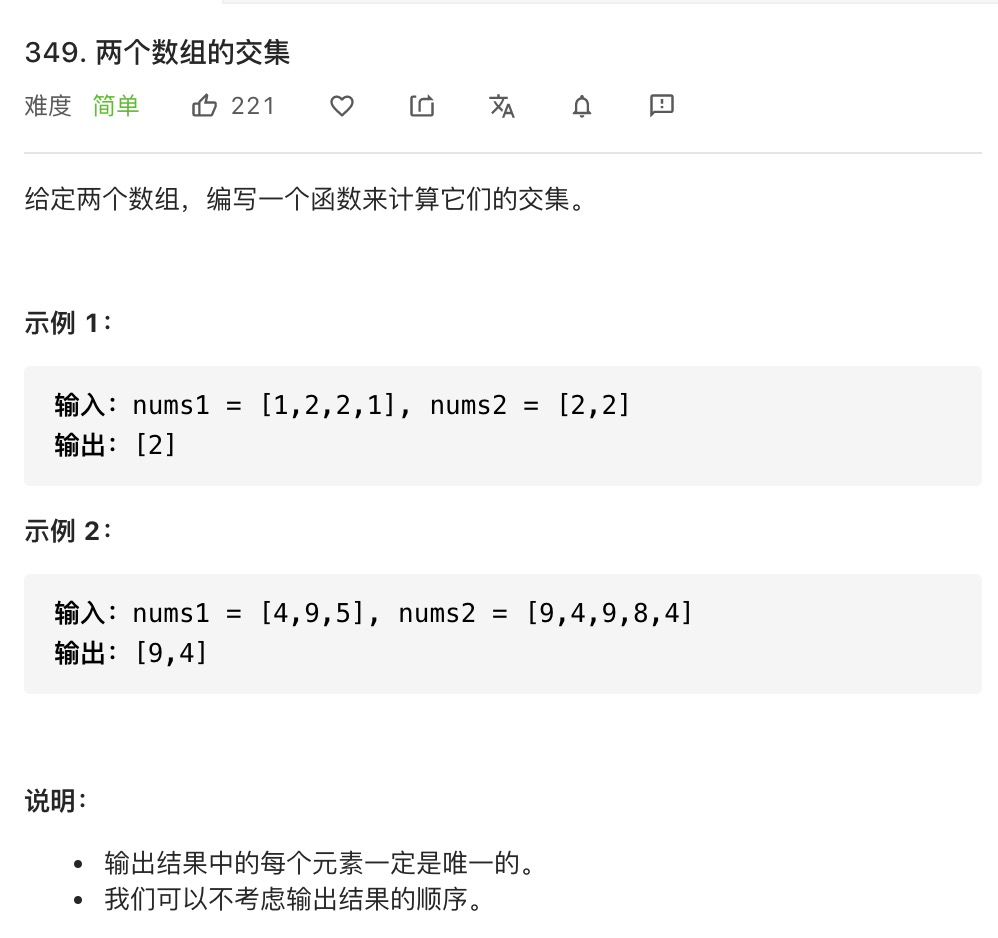 349. 两个数组的交集
难度 简单 221
给定两个数组，编写一个函数来计算它们的交集。
示例 1：
输入：nums1 = [1,2,2,1], nums2 = [2,2]
输出：[2]
示例 2：
输入：nums1 = [4,9,5], nums2 = [9,4,9,8,4]
输出：[9,4]
说明：
• 输出结果中的每个元素一定是唯一的。
• 我们可以不考虑输出结果的顺序。